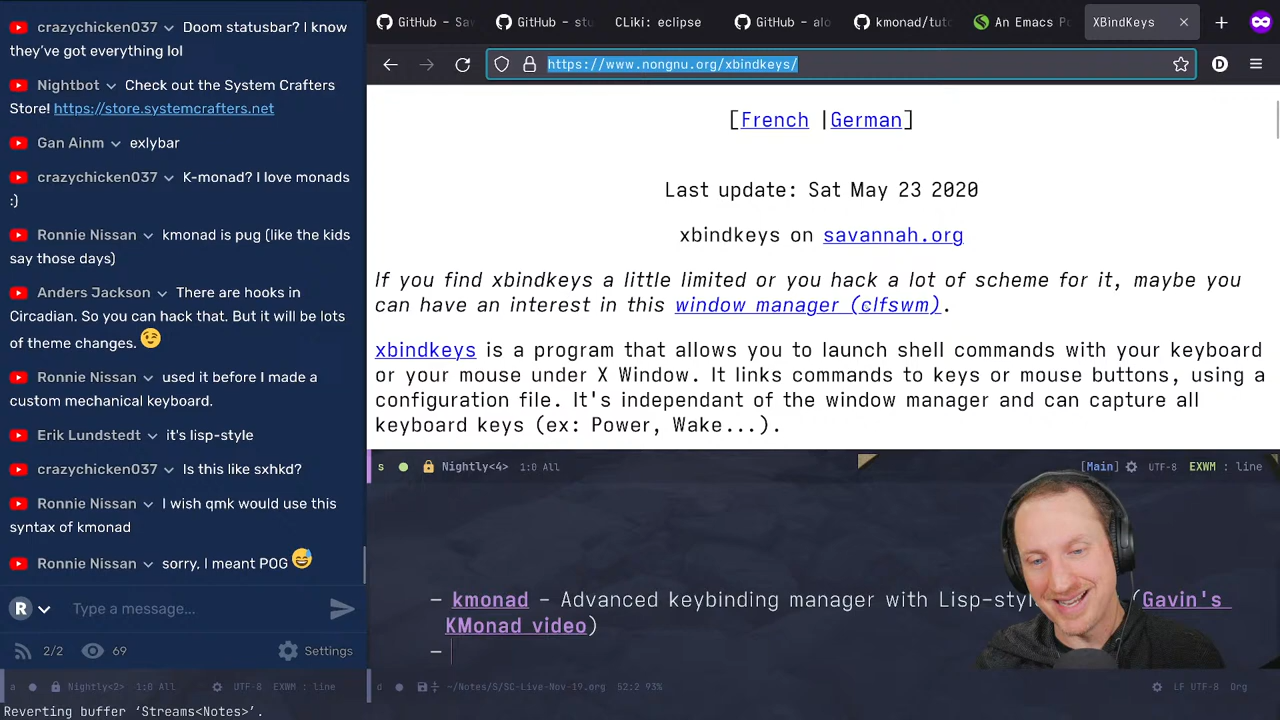 crazychicken037 Doom statusbar? I know
they've got everything lol
Nightbot Check out the System Crafters
Store! https://store.systemcrafters.net
Gan Ainm exlybar
crazychicken037 K-monad? I love monads
:)
Ronnie Nissan kmonad is pug (like the kids
say those days)
Anders Jackson There are hooks in
Circadian. So you can hack that. But it will be lots
of theme changes. 😉
Ronnie Nissan used it before I made a
custom mechanical keyboard.
Erik Lundstedt it's lisp-style
crazychicken037 Is this like sxhkd?
Ronnie Nissan I wish qmk would use this
syntax of kmonad
Ronnie Nissan sorry, I meant POG 😅
R Type a message...
2/2 69 Settings
a Nightly<2> 1:0 All UTF-8 EXWM : line
Reverting buffer ‘Streams<Notes>’.
GitHub – Sav GitHub – stu CLiki: eclipse GitHub – alo kmonad/tuto An Emacs Po XBindKeys
https://www.nongnu.org/xbindkeys/ D
[French |German]
Last update: Sat May 23 2020
xbindkeys on savannah.org
If you find xbindkeys a little limited or you hack a lot of scheme for it, maybe you
can have an interest in this window manager (clfswm).
xbindkeys is a program that allows you to launch shell commands with your keyboard
or your mouse under X Window. It links commands to keys or mouse buttons, using a
configuration file. It's independant of the window manager and can capture all
keyboard keys (ex: Power, Wake...).
s Nightly<4> 1:0 All [Main] UTF-8 EXWM : line
– kmonad – Advanced keybinding manager with Lisp-styl (Gavin's
KMonad video)
–
d ~/Notes/S/SC-Live-Nov-19.org 52:2 93% LF UTF-8 Org